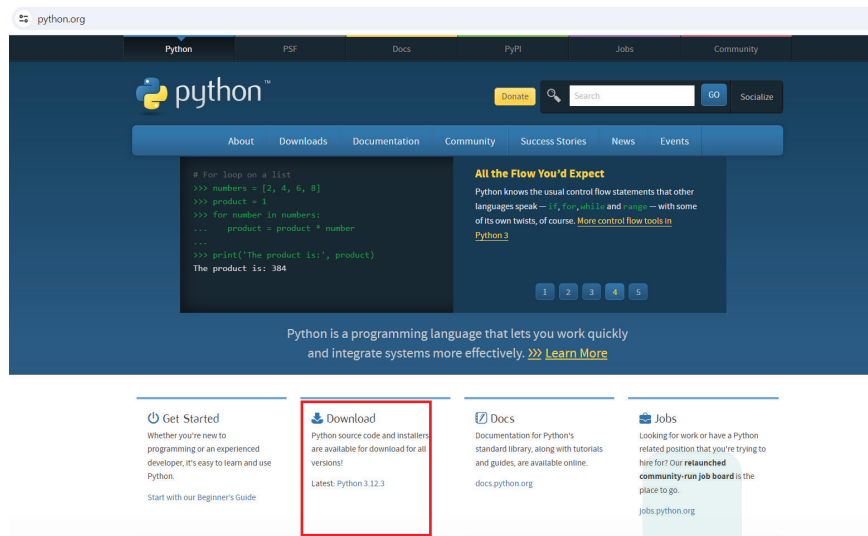 python.org
Python PSF Docs PyPI Jobs Community
python™ Donate Search GO Socialize
About Downloads Documentation Community Success Stories News Events
# For loop on a list
>>> numbers = [2, 4, 6, 8]
>>> product = 1
>>> for number in numbers:
...     product = product * number
...
>>> print('The product is:', product)
The product is: 384
All the Flow You'd Expect
Python knows the usual control flow statements that other
languages speak — if, for, while and range — with some
of its own twists, of course. More control flow tools in
Python 3
1 2 3 4 5
Python is a programming language that lets you work quickly
and integrate systems more effectively. >>> Learn More
Get Started
Whether you're new to
programming or an experienced
developer, it's easy to learn and use
Python.
Start with our Beginner's Guide
Download
Python source code and installers
are available for download for all
versions!
Latest: Python 3.12.3
Docs
Documentation for Python's
standard library, along with tutorials
and guides, are available online.
docs.python.org
Jobs
Looking for work or have a Python
related position that you're trying to
hire for? Our relaunched
community-run job board is the
place to go.
jobs.python.org